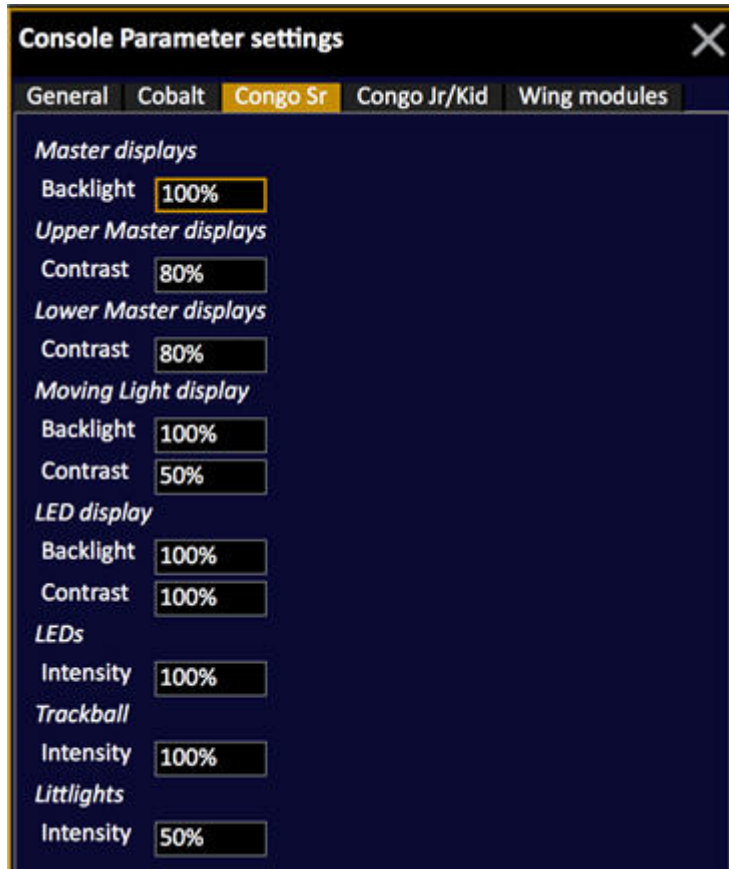 Console Parameter settings
General Cobalt Congo Sr Congo Jr/Kid Wing modules
Master displays
Backlight 100%
Upper Master displays
Contrast 80%
Lower Master displays
Contrast 80%
Moving Light display
Backlight 100%
Contrast 50%
LED display
Backlight 100%
Contrast 100%
LEDs
Intensity 100%
Trackball
Intensity 100%
Littlights
Intensity 50%